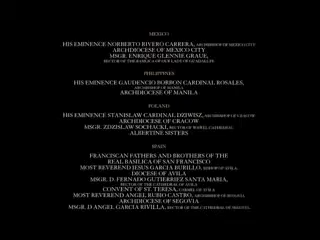 MEXICO
HIS EMINENCE NORBERTO RIVERO CARRERA, ARCHBISHOP OF MEXICO CITY
ARCHDIOCESE OF MEXICO CITY
MSGR. ENRIQUE GLENNIE GRAUE,
RECTOR OF THE BASILICA OF OUR LADY OF GUADALUPE
PHILIPPINES
HIS EMINENCE GAUDENCIO BORBON CARDINAL ROSALES,
ARCHBISHOP OF MANILA
ARCHDIOCESE OF MANILA
POLAND
HIS EMINENCE STANISLAW CARDINAL DZIWISZ, ARCHBISHOP OF CRACOW
ARCHDIOCESE OF CRACOW
MSGR. ZDZISLAW SOCHACKI, RECTOR OF WAWEL CATHEDRAL
ALBERTINE SISTERS
SPAIN
FRANCISCAN FATHERS AND BROTHERS OF THE
REAL BASILICA OF SAN FRANCISCO
MOST REVEREND JESUS GARCIA BURILLO, BISHOP OF AVILA
DIOCESE OF AVILA
MSGR. D. FERNADO GUTIERREZ SANTA MARIA,
RECTOR OF THE CATHEDRAL OF AVILA
CONVENT OF ST. TERESA, CARMEL OF AVILA
MOST REVEREND ANGEL RUBIO CASTRO, BISHOP OF SEGOVIA
ARCHDIOCESE OF SEGOVIA
MSGR. D ANGEL GARCIA RIVILLA, RECTOR OF THE CATHEDRAL OF SEGOVIA